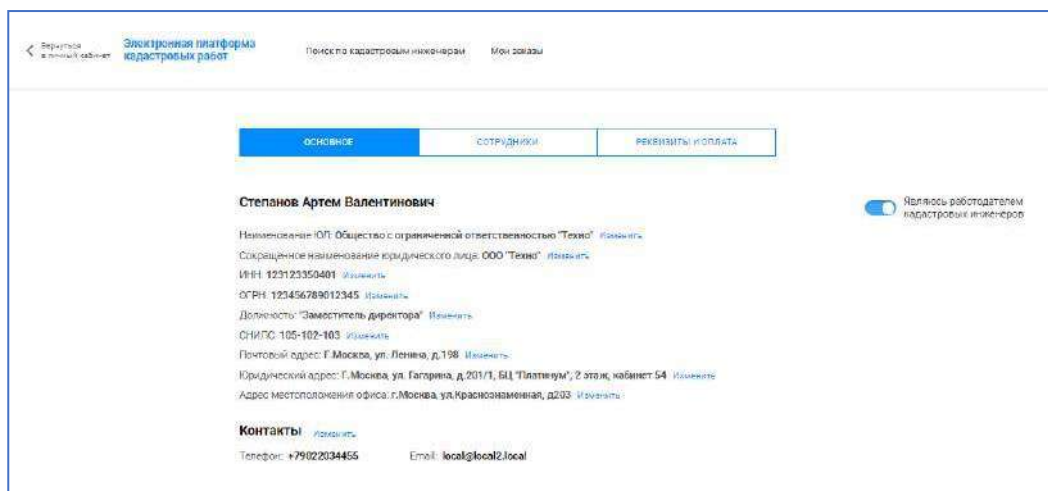 Вернуться
в личный кабинет
Электронная платформа
кадастровых работ
Поиск по кадастровым инженерам
Мои заказы
ОСНОВНОЕ
СОТРУДНИКИ
РЕКВИЗИТЫ И ОПЛАТА
Степанов Артем Валентинович
Являюсь работодателем
кадастровых инженеров
Наименование ЮЛ: Общество с ограниченной ответственностью "Техно" Изменить
Сокращенное наименование юридического лица: ООО "Техно" Изменить
ИНН: 123123350401 Изменить
ОГРН: 123456789012345 Изменить
Должность: "Заместитель директора" Изменить
СНИЛС: 105-102-103 Изменить
Почтовый адрес: Г.Москва, ул. Ленина, д.198 Изменить
Юридический адрес: Г.Москва, ул. Гагарина, д.201/1, БЦ "Платинум", 2 этаж, кабинет 54 Изменить
Адрес местоположения офиса: г.Москва, ул.Краснознаменная, д203 Изменить
Контакты Изменить
Телефон: +79022034455 Email: local@local2.local